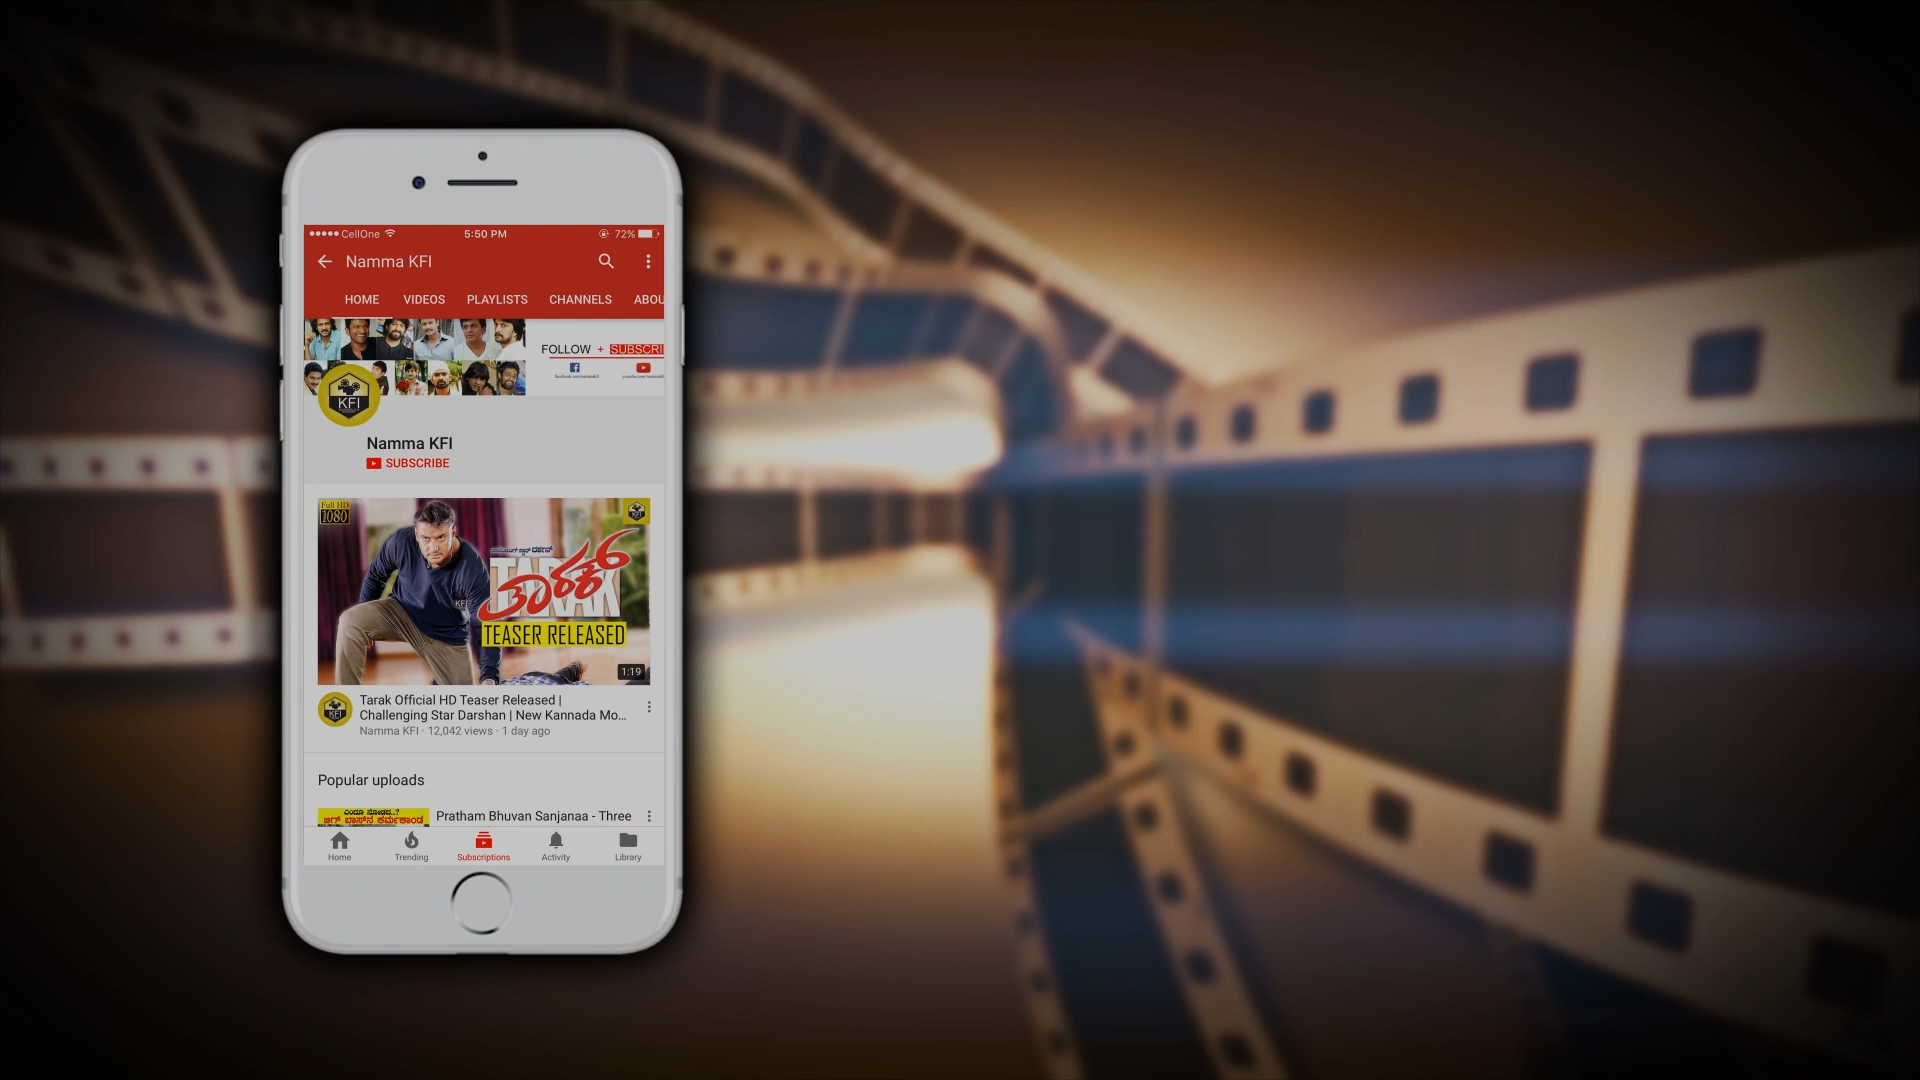 CellOne
5:50 PM
72%
Namma KFI
HOME VIDEOS PLAYLISTS CHANNELS ABOU
FOLLOW + SUBSCRI
KFI
Namma KFI
SUBSCRIBE
Full HD
1080
KFI
ತಾರಕ್
TARAK
TEASER RELEASED
1:19
Tarak Official HD Teaser Released |
Challenging Star Darshan | New Kannada Mo...
Namma KFI · 12,042 views · 1 day ago
Popular uploads
Pratham Bhuvan Sanjanaa - Three
Home Trending Subscriptions Activity Library